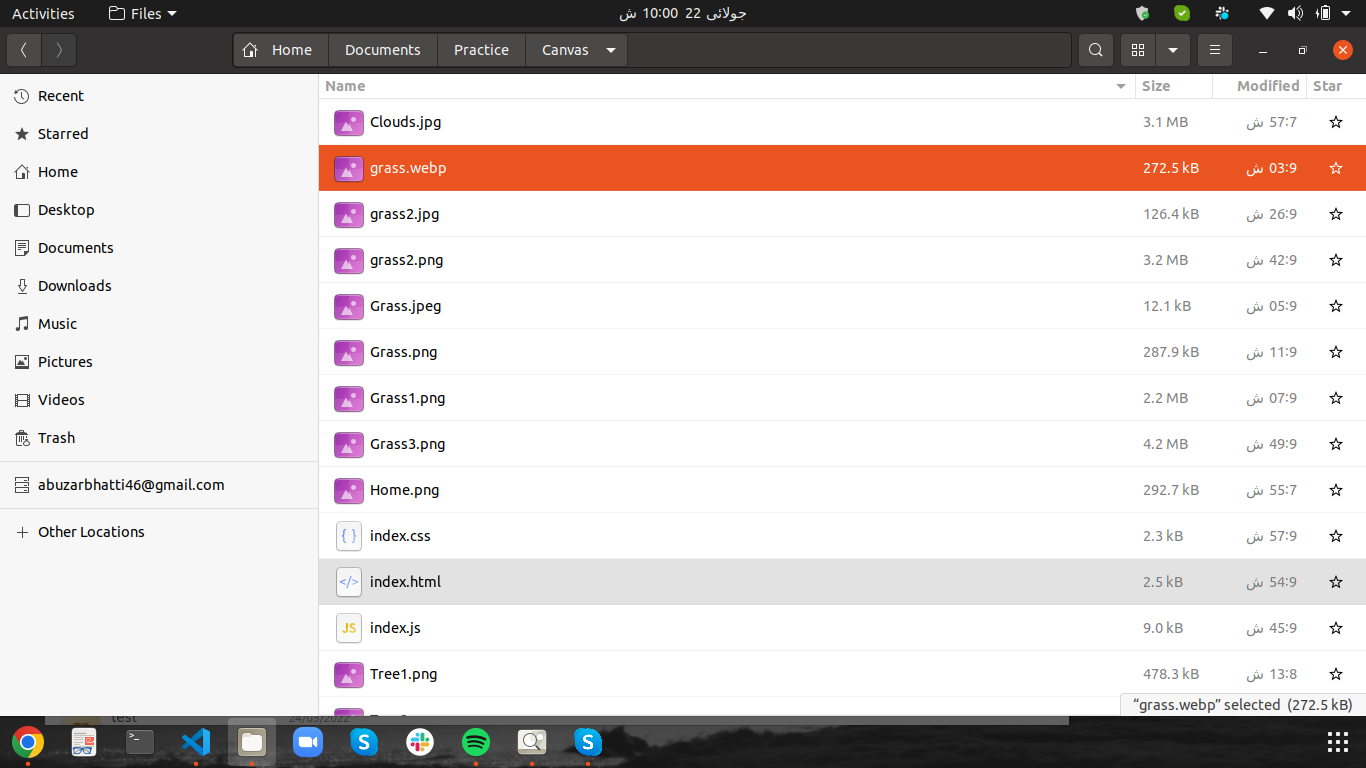 Activities Files جولائی 22 10:00 ش
Home Documents Practice Canvas
Recent
Starred
Home
Desktop
Documents
Downloads
Music
Pictures
Videos
Trash
abuzarbhatti46@gmail.com
Other Locations
Name Size Modified Star
Clouds.jpg 3.1 MB 57:7 ش
grass.webp 272.5 kB 03:9 ش
grass2.jpg 126.4 kB 26:9 ش
grass2.png 3.2 MB 42:9 ش
Grass.jpeg 12.1 kB 05:9 ش
Grass.png 287.9 kB 11:9 ش
Grass1.png 2.2 MB 07:9 ش
Grass3.png 4.2 MB 49:9 ش
Home.png 292.7 kB 55:7 ش
index.css 2.3 kB 57:9 ش
index.html 2.5 kB 54:9 ش
JS index.js 9.0 kB 45:9 ش
Tree1.png 478.3 kB 13:8 ش
“grass.webp” selected (272.5 kB)
test 24/03/2022